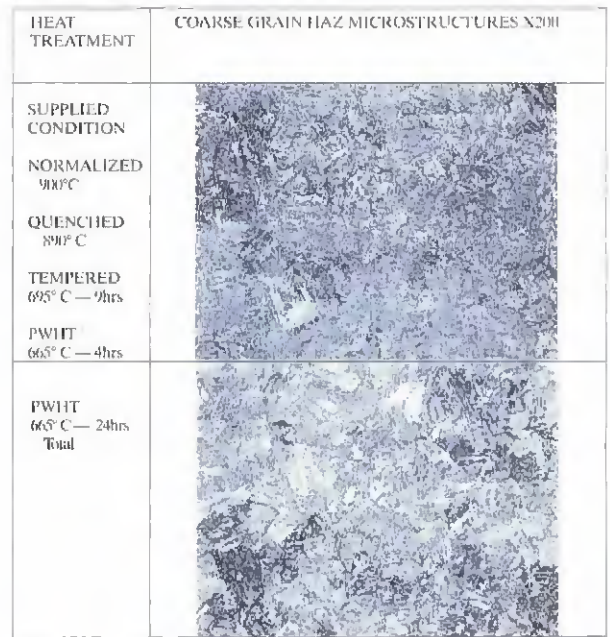 HEAT
TREATMENT
COARSE GRAIN HAZ MICROSTRUCTURES X200
SUPPLIED
CONDITION
NORMALIZED
900°C
QUENCHED
890° C
TEMPERED
695° C — 9hrs
PWHT
665° C — 4hrs
PWHT
665° C — 24hrs
Total